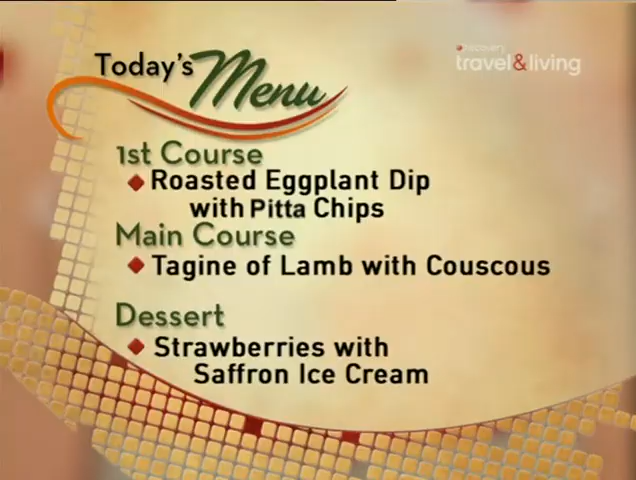 Today's Menu
Discovery
travel&living
1st Course
Roasted Eggplant Dip
with Pitta Chips
Main Course
Tagine of Lamb with Couscous
Dessert
Strawberries with
Saffron Ice Cream